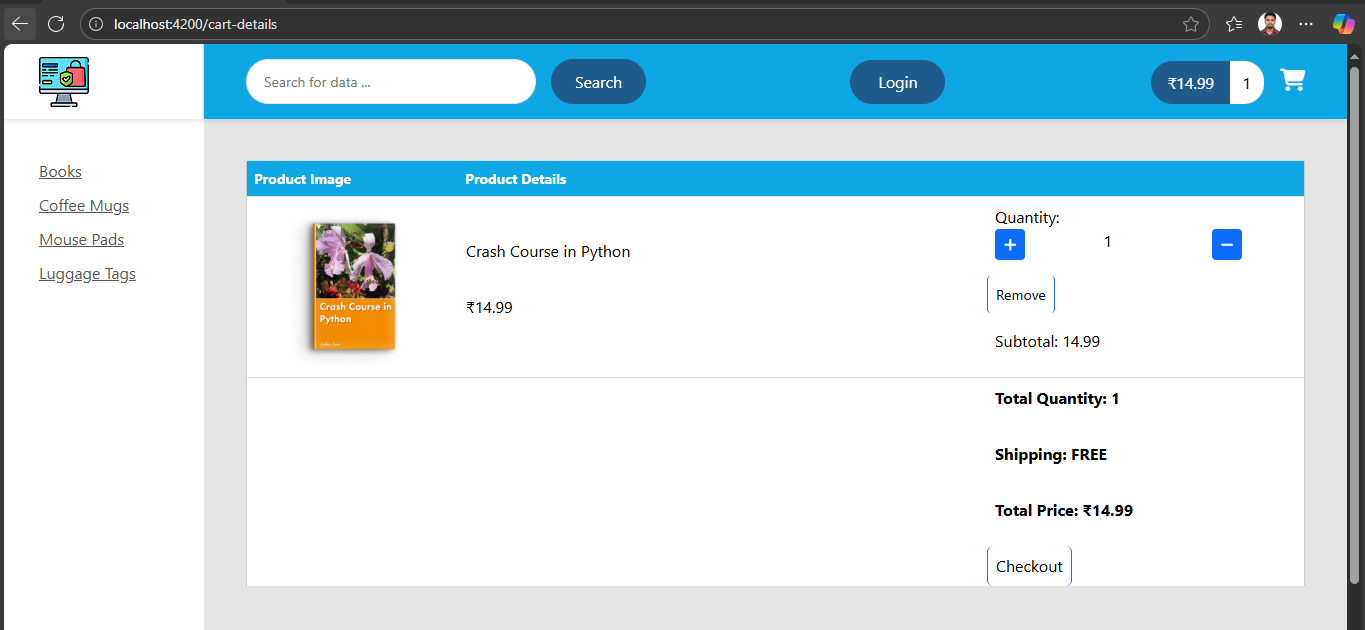 localhost:4200/cart-details
Search for data ...
Search
Login
₹14.99 1
Books
Coffee Mugs
Mouse Pads
Luggage Tags
Product Image Product Details
Crash Course in
Python
Crash Course in Python
₹14.99
Quantity:
+ 1 −
Remove
Subtotal: 14.99
Total Quantity: 1
Shipping: FREE
Total Price: ₹14.99
Checkout